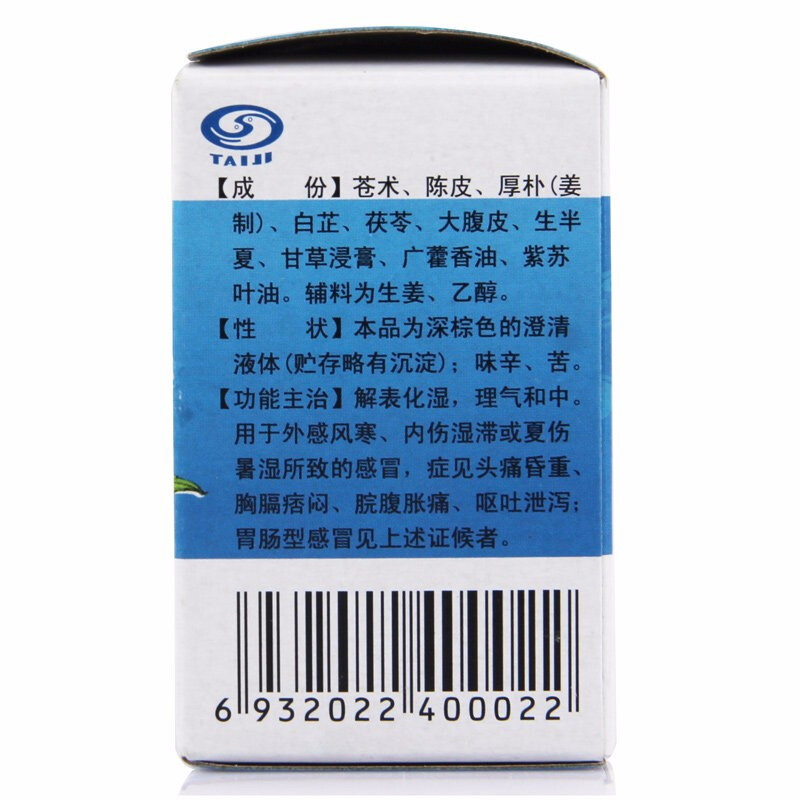 TAIJI
【成　份】苍术、陈皮、厚朴(姜
制)、白芷、茯苓、大腹皮、生半
夏、甘草浸膏、广藿香油、紫苏
叶油。辅料为生姜、乙醇。
【性　状】本品为深棕色的澄清
液体(贮存略有沉淀)；味辛、苦。
【功能主治】解表化湿，理气和中。
用于外感风寒、内伤湿滞或夏伤
暑湿所致的感冒，症见头痛昏重、
胸膈痞闷、脘腹胀痛、呕吐泄泻；
胃肠型感冒见上述证候者。
6 932022 400022